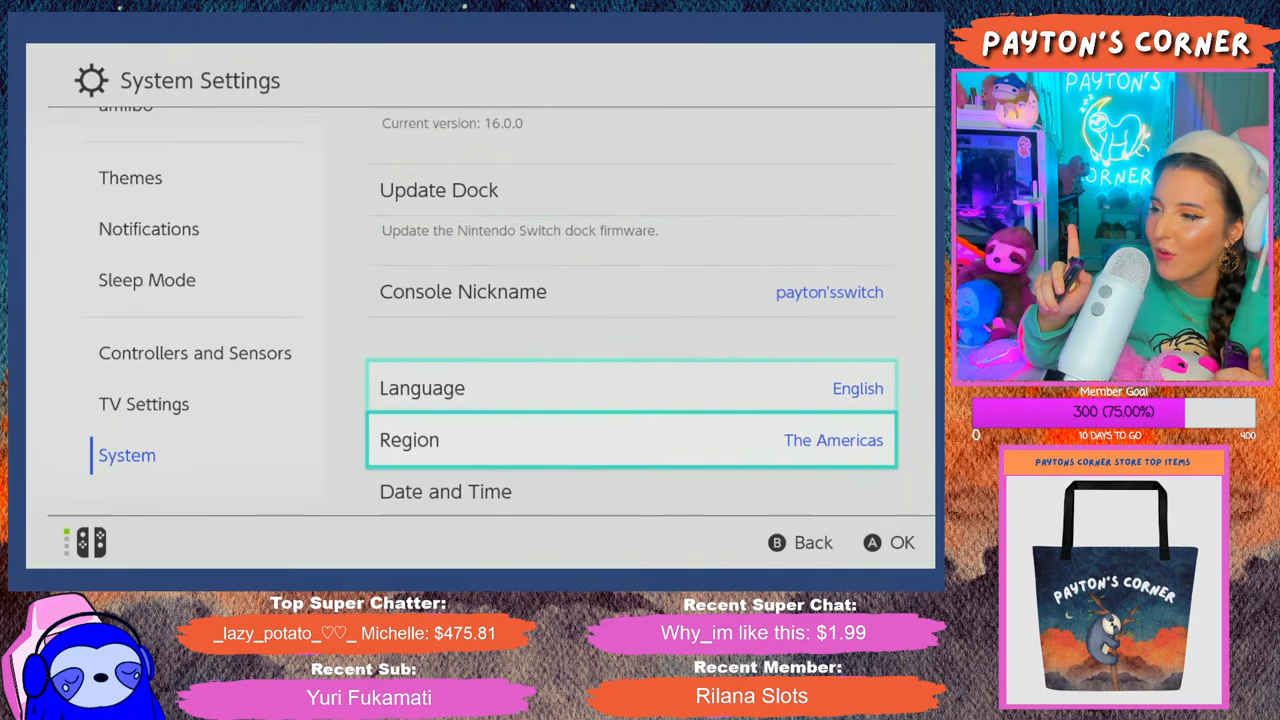 System Settings
amiibo
Themes
Notifications
Sleep Mode
Controllers and Sensors
TV Settings
System
Current version: 16.0.0
Update Dock
Update the Nintendo Switch dock firmware.
Console Nickname payton'sswitch
Language English
Region The Americas
Date and Time
B Back A OK
PAYTON'S CORNER
PAYTON'S
CORNER
Member Goal
300 (75.00%)
0 10 DAYS TO GO 400
PAYTONS CORNER STORE TOP ITEMS
PAYTON'S CORNER
Top Super Chatter:
_lazy_potato_♡♡_ Michelle: $475.81
Recent Sub:
Yuri Fukamati
Recent Super Chat:
Why_im like this: $1.99
Recent Member:
Rilana Slots